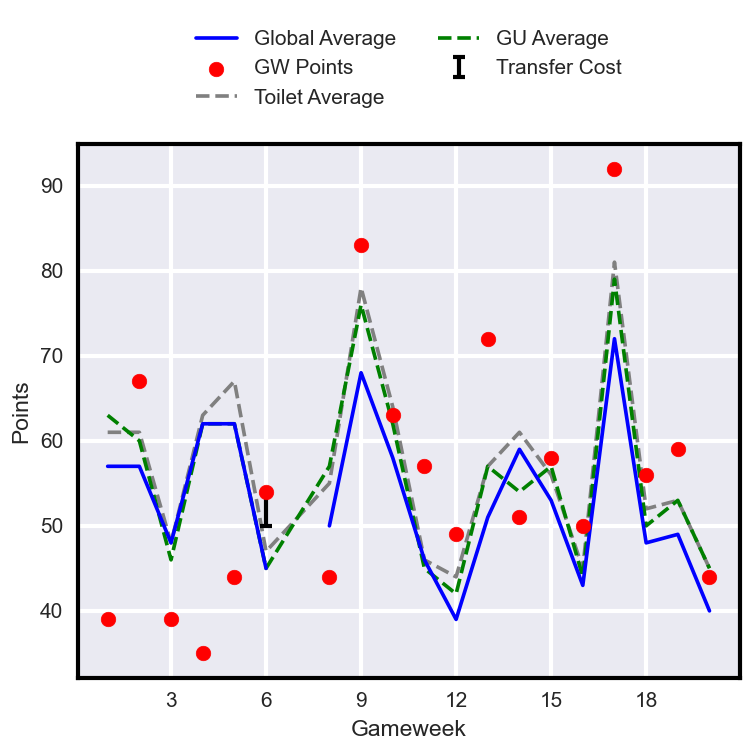 Global Average
GW Points
Toilet Average
GU Average
Transfer Cost
90
80
70
60
50
40
Points
3 6 9 12 15 18
Gameweek